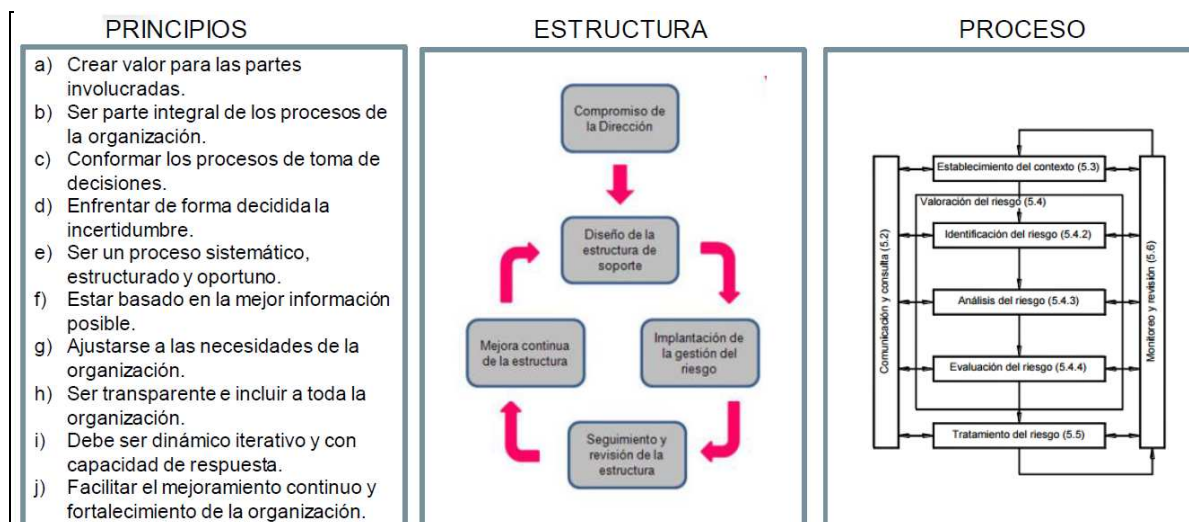 PRINCIPIOS
a) Crear valor para las partes
involucradas.
b) Ser parte integral de los procesos de
la organización.
c) Conformar los procesos de toma de
decisiones.
d) Enfrentar de forma decidida la
incertidumbre.
e) Ser un proceso sistemático,
estructurado y oportuno.
f) Estar basado en la mejor información
posible.
g) Ajustarse a las necesidades de la
organización.
h) Ser transparente e incluir a toda la
organización.
i) Debe ser dinámico iterativo y con
capacidad de respuesta.
j) Facilitar el mejoramiento continuo y
fortalecimiento de la organización.
ESTRUCTURA
Compromiso de
la Dirección
Diseño de la
estructura de
soporte
Mejora continua
de la estructura
Implantación de
la gestión del
riesgo
Seguimiento y
revisión de la
estructura
PROCESO
Comunicación y consulta (5.2)
Establecimiento del contexto (5.3)
Valoración del riesgo (5.4)
Identificación del riesgo (5.4.2)
Análisis del riesgo (5.4.3)
Evaluación del riesgo (5.4.4)
Tratamiento del riesgo (5.5)
Monitoreo y revisión (5.6)